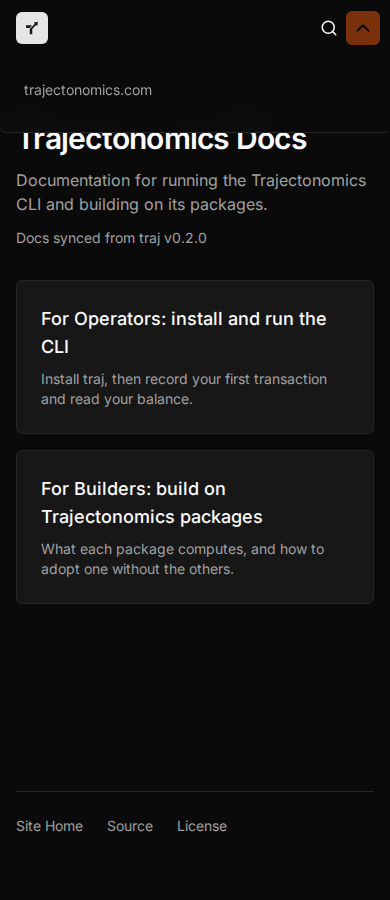 trajectonomics.com
Trajectonomics Docs
Documentation for running the Trajectonomics
CLI and building on its packages.
Docs synced from traj v0.2.0
For Operators: install and run the
CLI
Install traj, then record your first transaction
and read your balance.
For Builders: build on
Trajectonomics packages
What each package computes, and how to
adopt one without the others.
Site Home
Source
License